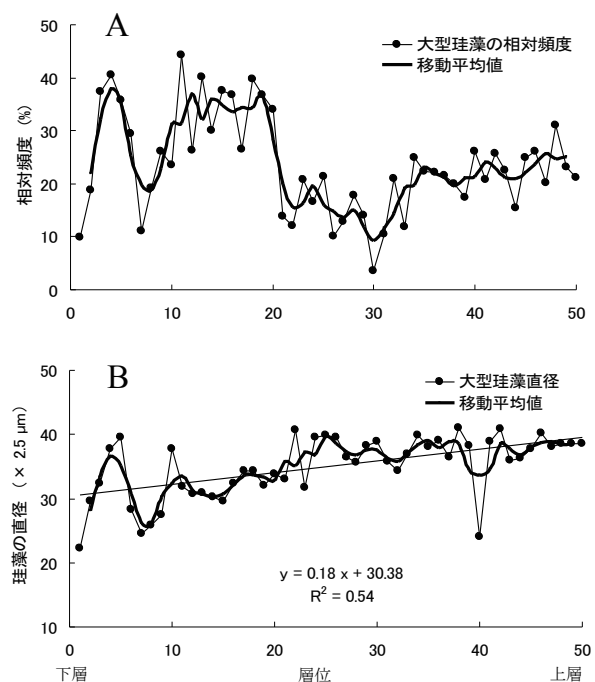 A
大型珪藻の相対頻度
移動平均値
相対頻度 (%)
50
40
30
20
10
0
0 10 20 30 40 50
B
大型珪藻直径
移動平均値
珪藻の直径 ( × 2.5 μm)
50
40
30
20
10
y = 0.18 x + 30.38
R² = 0.54
0 10 20 30 40 50
下層 層位 上層